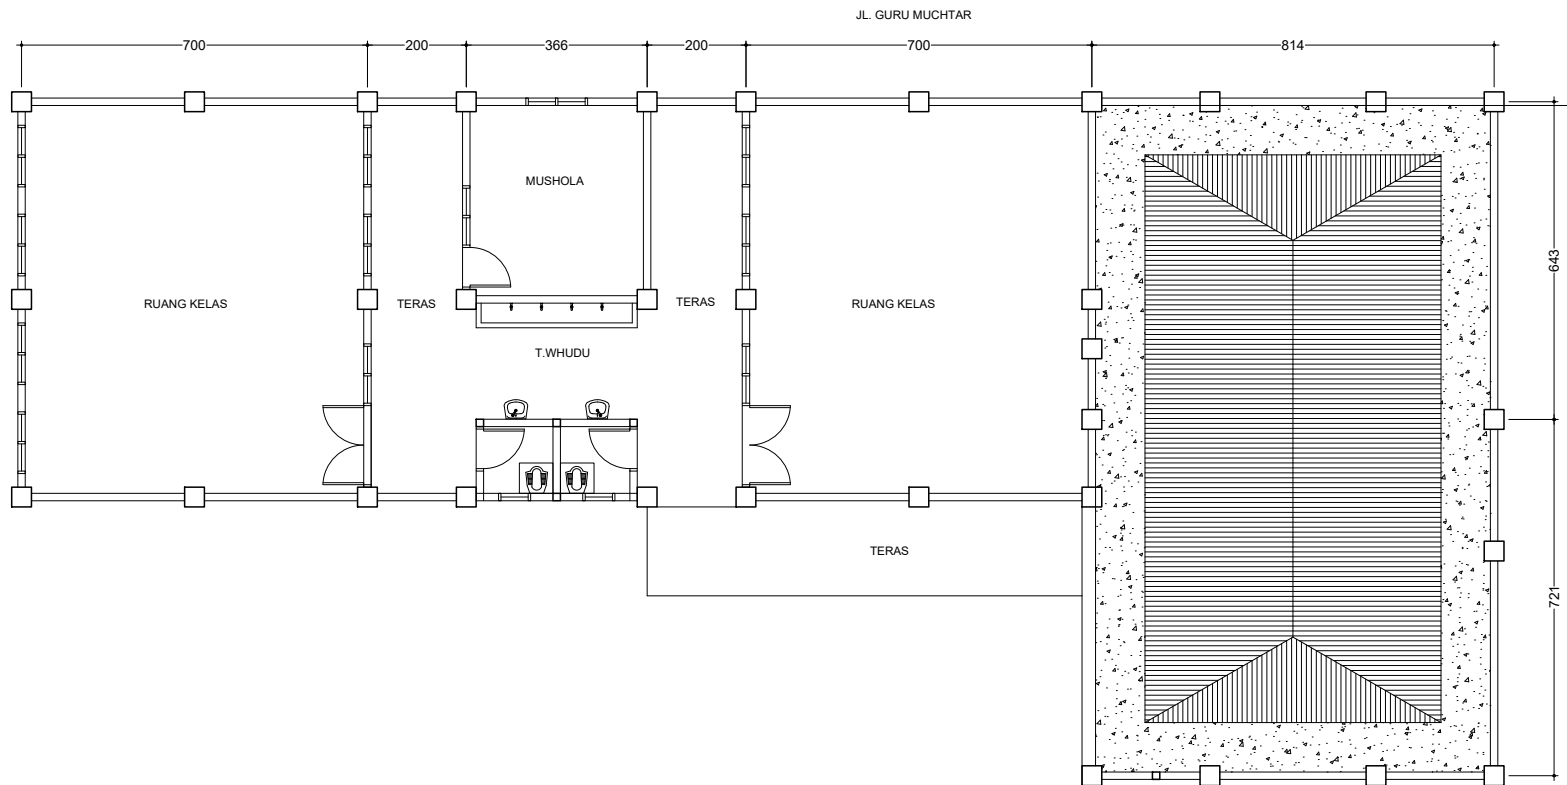 JL. GURU MUCHTAR
700 200 366 200 700 814
MUSHOLA
643
RUANG KELAS TERAS TERAS RUANG KELAS
T.WHUDU
TERAS
721